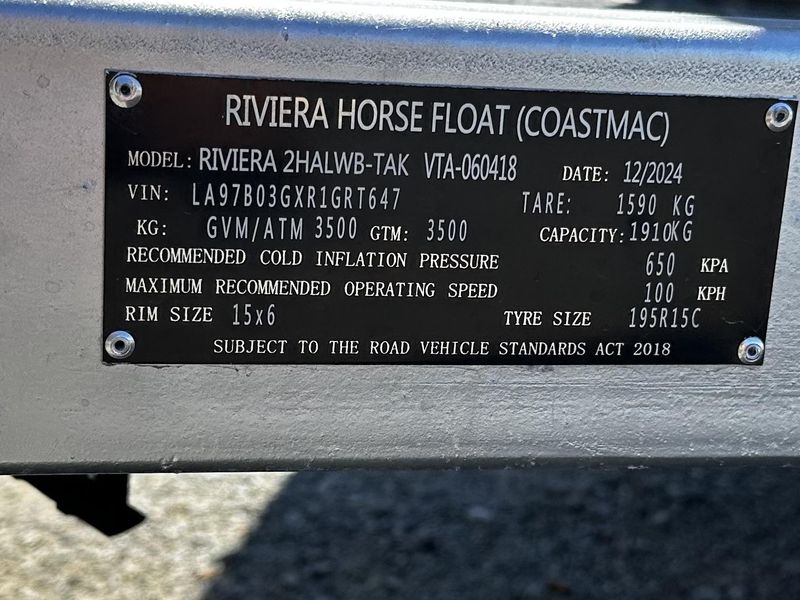 RIVIERA HORSE FLOAT (COASTMAC)
MODEL: RIVIERA 2HALWB-TAK VTA-060418 DATE: 12/2024
VIN: LA97B03GXR1GRT647 TARE: 1590 KG
KG: GVM/ATM 3500 GTM: 3500 CAPACITY: 1910KG
RECOMMENDED COLD INFLATION PRESSURE 650 KPA
MAXIMUM RECOMMENDED OPERATING SPEED 100 KPH
RIM SIZE 15x6 TYRE SIZE 195R15C
SUBJECT TO THE ROAD VEHICLE STANDARDS ACT 2018